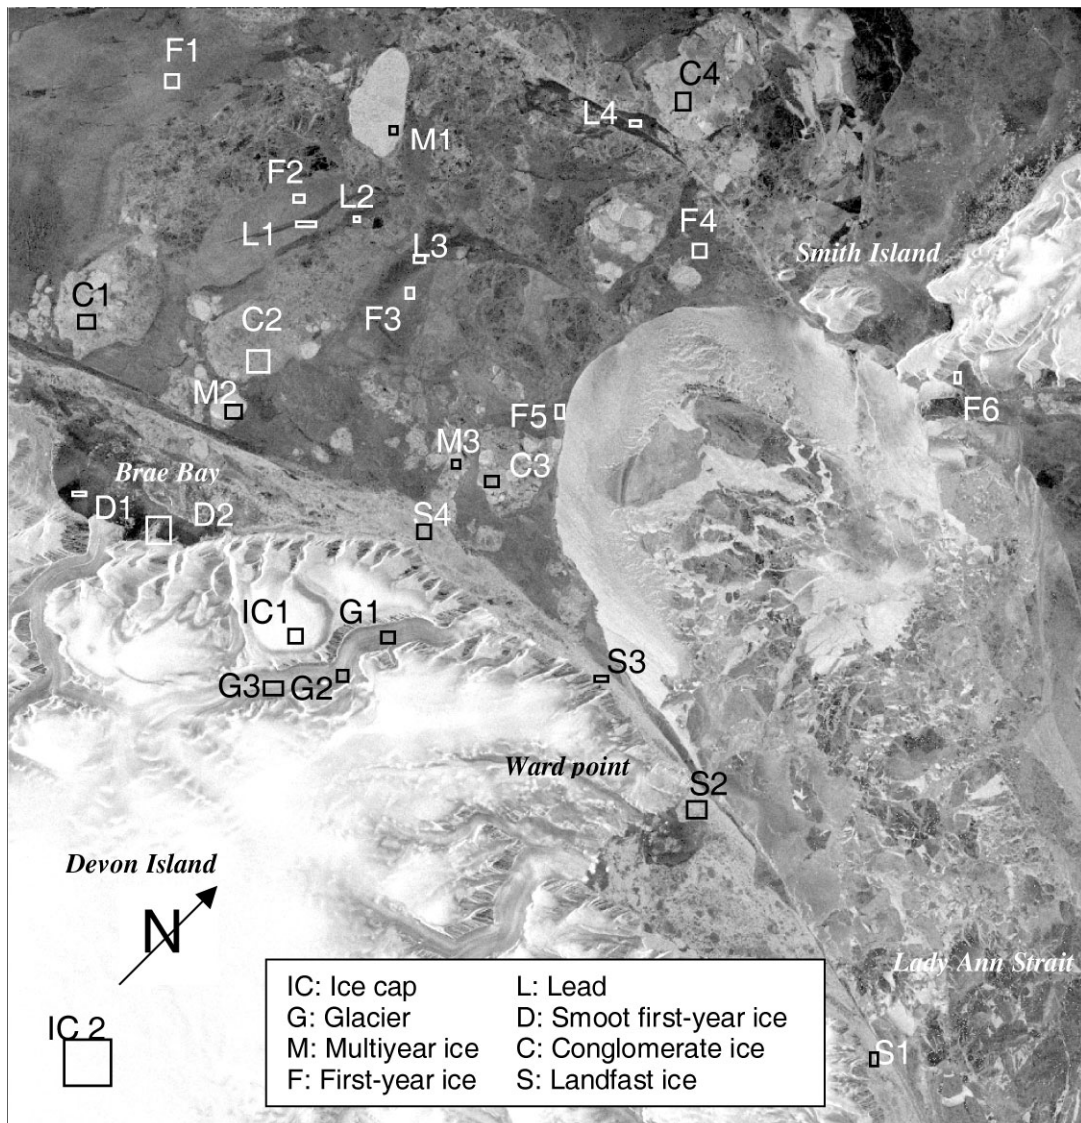 F1
C4
L4
M1
F2
L2
L1
F4
L3
Smith Island
C1
F3
C2
M2
F5
F6
M3
C3
Brae Bay
D1
D2
S4
IC1
G1
S3
G3
G2
Ward point
S2
Devon Island
N
Lady Ann Strait
IC 2
S1
IC: Ice cap
L: Lead
G: Glacier
D: Smoot first-year ice
M: Multiyear ice
C: Conglomerate ice
F: First-year ice
S: Landfast ice